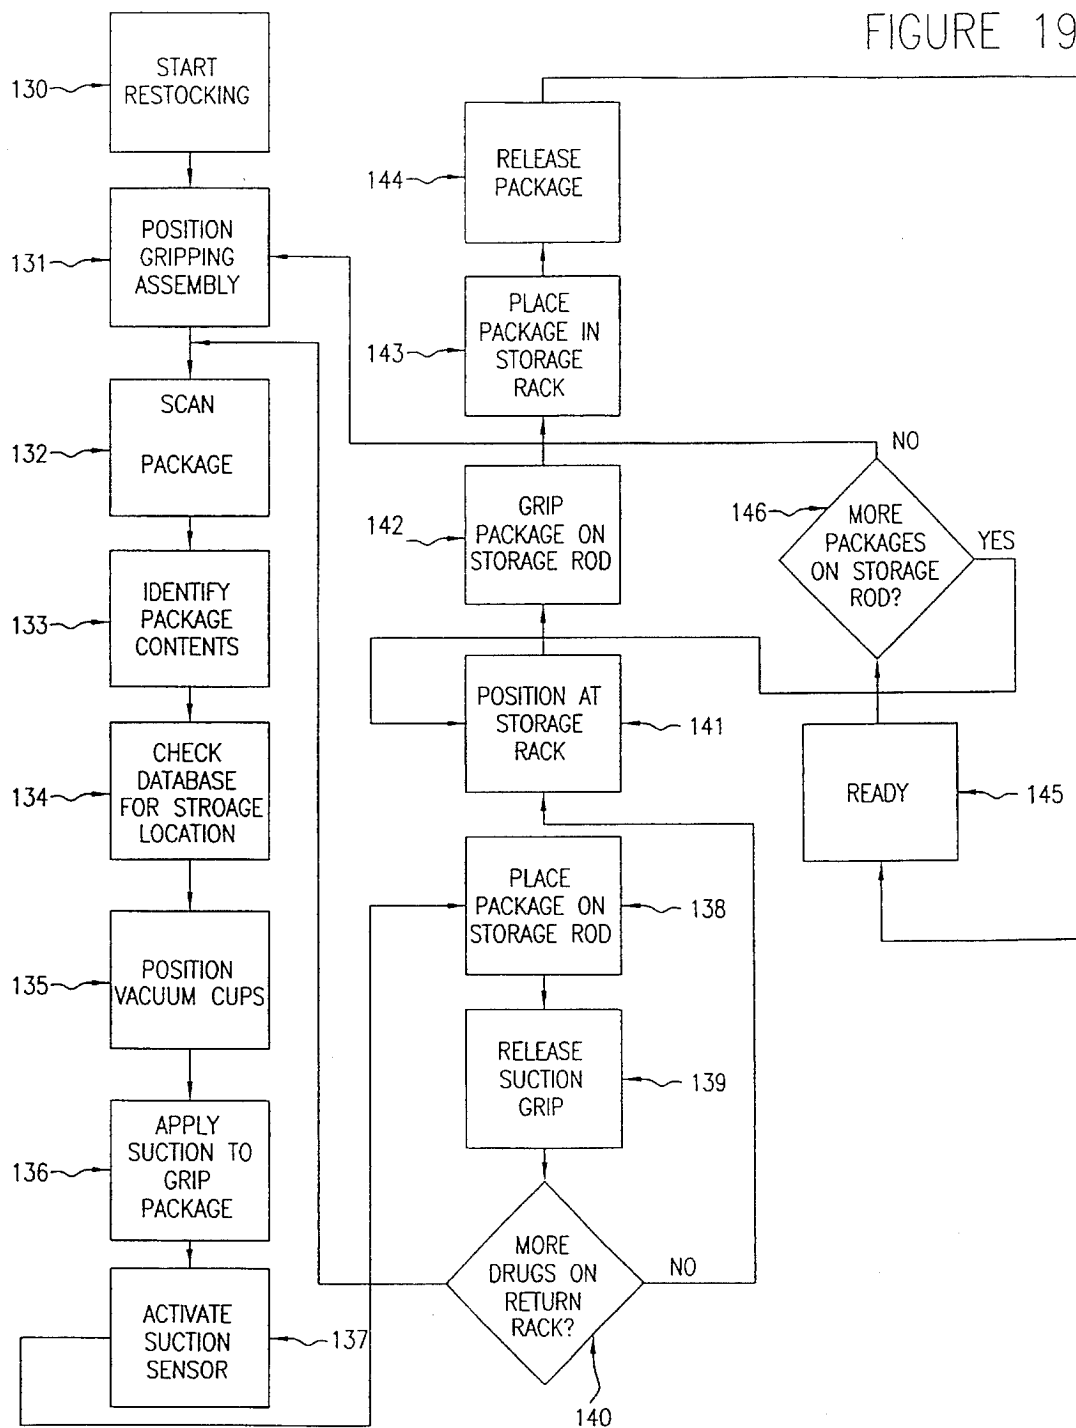 FIGURE 19
130
START
RESTOCKING
131
POSITION
GRIPPING
ASSEMBLY
132
SCAN
PACKAGE
133
IDENTIFY
PACKAGE
CONTENTS
134
CHECK
DATABASE
FOR STROAGE
LOCATION
135
POSITION
VACUUM CUPS
136
APPLY
SUCTION TO
GRIP
PACKAGE
137
ACTIVATE
SUCTION
SENSOR
144
RELEASE
PACKAGE
143
PLACE
PACKAGE IN
STORAGE
RACK
142
GRIP
PACKAGE ON
STORAGE ROD
POSITION AT
STORAGE
RACK
141
PLACE
PACKAGE ON
STORAGE ROD
138
RELEASE
SUCTION
GRIP
139
MORE
DRUGS ON
RETURN
RACK?
NO
140
NO
146
MORE
PACKAGES
ON STORAGE
ROD?
YES
READY
145